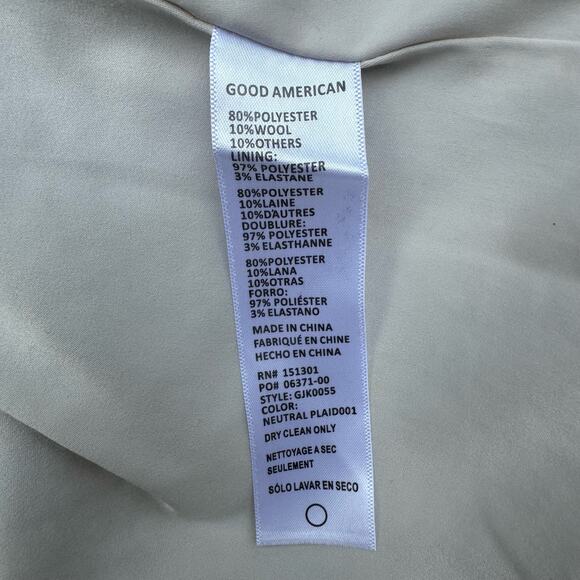 GOOD AMERICAN
80%POLYESTER
10%WOOL
10%OTHERS
LINING:
97% POLYESTER
3% ELASTANE
80%POLYESTER
10%LAINE
10%D'AUTRES
DOUBLURE:
97% POLYESTER
3% ELASTHANNE
80%POLYESTER
10%LANA
10%OTRAS
FORRO:
97% POLIÉSTER
3% ELASTANO
MADE IN CHINA
FABRIQUÉ EN CHINE
HECHO EN CHINA
RN# 151301
PO# 06371-00
STYLE: GJK0055
COLOR:
NEUTRAL PLAID001
DRY CLEAN ONLY
NETTOYAGE A SEC
SEULEMENT
SÓLO LAVAR EN SECO